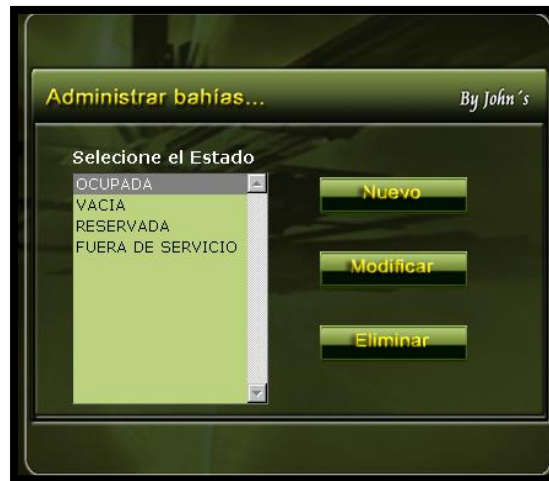 Administrar bahías...
By John´s
Selecione el Estado
OCUPADA
VACIA
RESERVADA
FUERA DE SERVICIO
Nuevo
Modificar
Eliminar